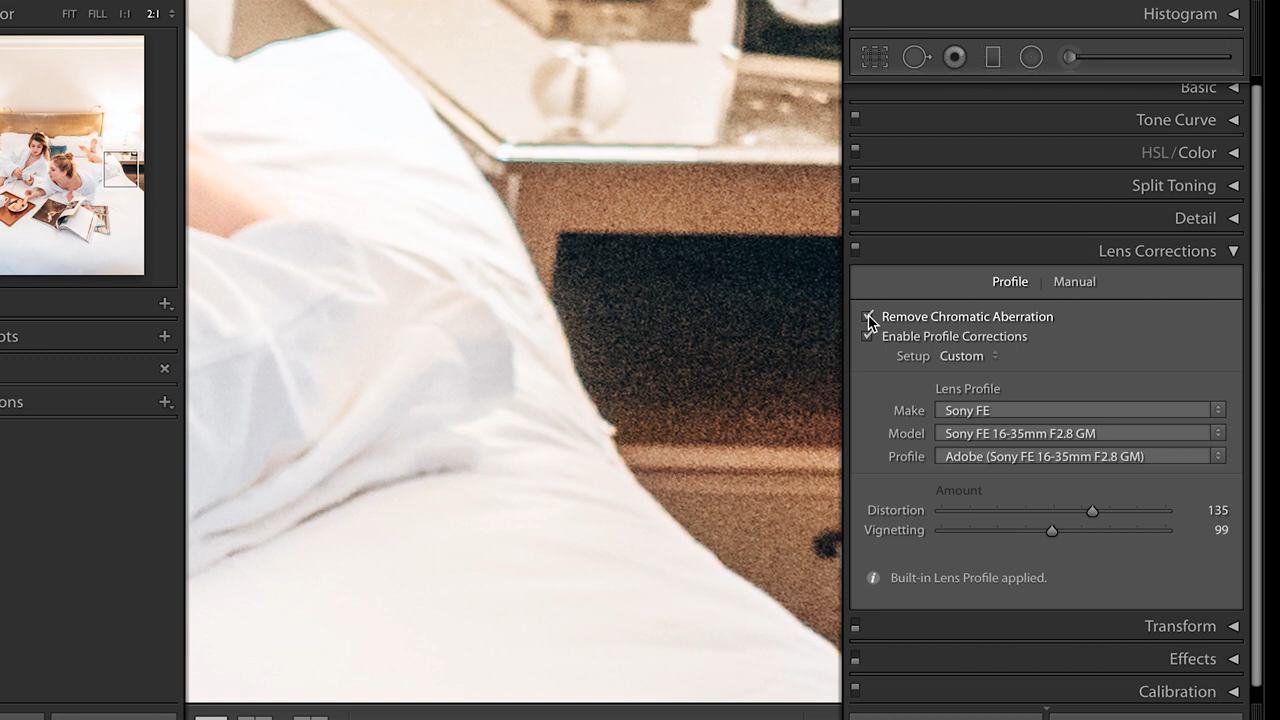 or FIT FILL 1:1 2:1
ots
ons
Histogram
Basic
Tone Curve
HSL / Color
Split Toning
Detail
Lens Corrections
Profile | Manual
Remove Chromatic Aberration
Enable Profile Corrections
Setup Custom
Lens Profile
Make Sony FE
Model Sony FE 16-35mm F2.8 GM
Profile Adobe (Sony FE 16-35mm F2.8 GM)
Amount
Distortion 135
Vignetting 99
i Built-in Lens Profile applied.
Transform
Effects
Calibration